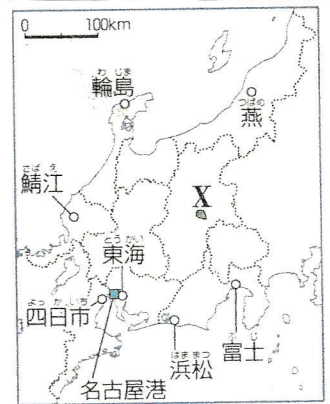 0 100km
わじま
輪島
つばめ
燕
さばえ
鯖江
X
とうかい
東海
よっかいち
四日市
はままつ
浜松
ふじ
富士
名古屋港